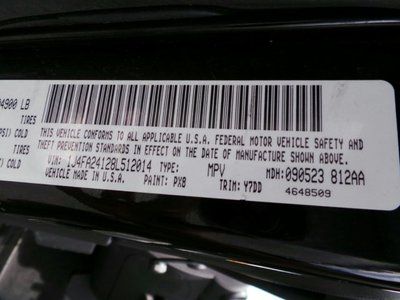 04900 LB
TIRES
PSI) COLD
TIRES
PSI) COLD
THIS VEHICLE CONFORMS TO ALL APPLICABLE U.S.A. FEDERAL MOTOR VEHICLE SAFETY AND
THEFT PREVENTION STANDARDS IN EFFECT ON THE DATE OF MANUFACTURE SHOWN ABOVE.
VIN: 1J4FA24128L512014 TYPE: MPV MDH: 090523 812AA
VEHICLE MADE IN U.S.A. PAINT: PX8 TRIM: Y7DD 4648509